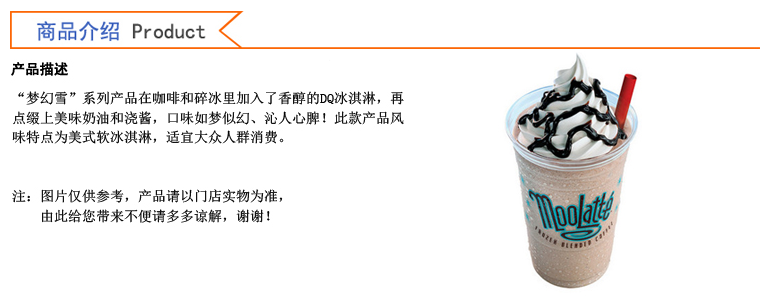 商品介绍 Product
产品描述
“梦幻雪”系列产品在咖啡和碎冰里加入了香醇的DQ冰淇淋，再
点缀上美味奶油和浇酱，口味如梦似幻、沁人心脾！此款产品风
味特点为美式软冰淇淋，适宜大众人群消费。
注：图片仅供参考，产品请以门店实物为准，
由此给您带来不便请多多谅解，谢谢！
MooLatté
FROZEN BLENDED COFFEE